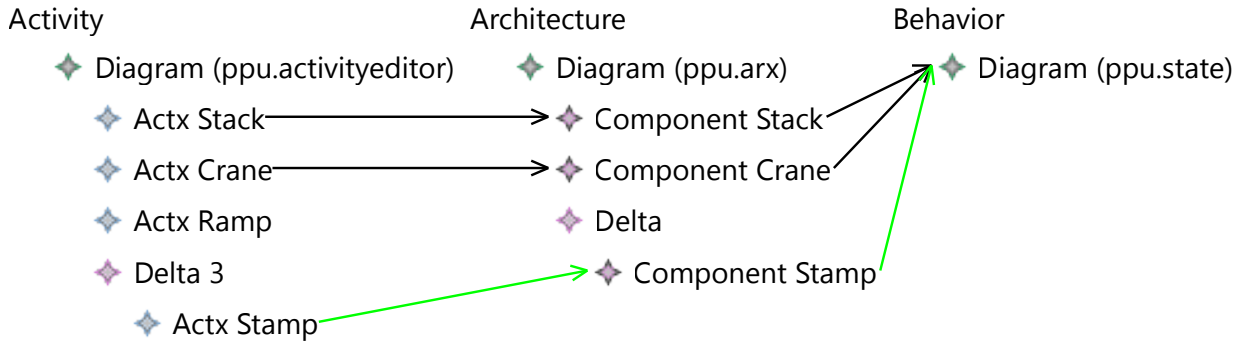 Activity
Architecture
Behavior
Diagram (ppu.activityeditor)
Diagram (ppu.arx)
Diagram (ppu.state)
Actx Stack
Component Stack
Actx Crane
Component Crane
Actx Ramp
Delta
Delta 3
Component Stamp
Actx Stamp